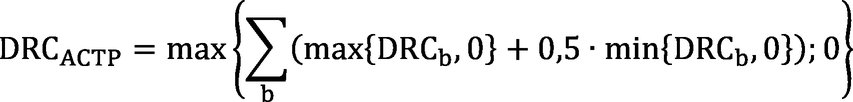 DRC_ACTP = max{∑_b (max{DRC_b, 0} + 0,5 · min{DRC_b, 0}); 0}